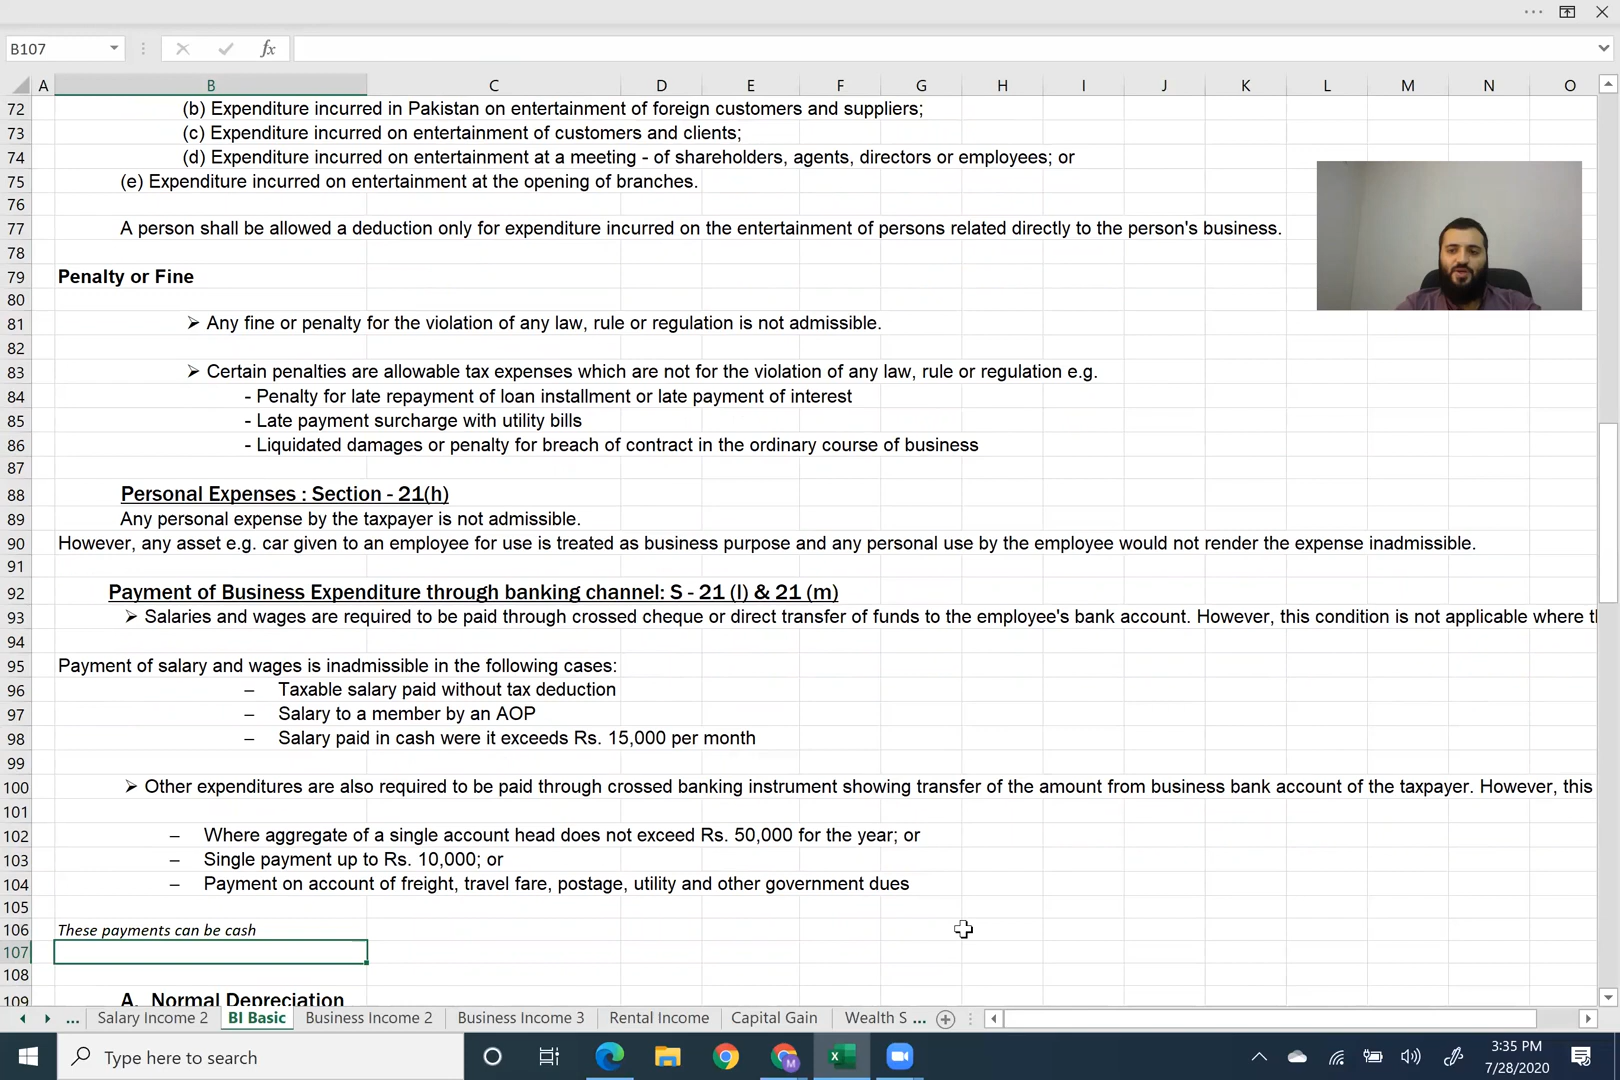 B107
fx
A B C D E F G H I J K L M N O
72 (b) Expenditure incurred in Pakistan on entertainment of foreign customers and suppliers;
73 (c) Expenditure incurred on entertainment of customers and clients;
74 (d) Expenditure incurred on entertainment at a meeting - of shareholders, agents, directors or employees; or
75 (e) Expenditure incurred on entertainment at the opening of branches.
76
77 A person shall be allowed a deduction only for expenditure incurred on the entertainment of persons related directly to the person's business.
78
79 Penalty or Fine
80
81 ➢ Any fine or penalty for the violation of any law, rule or regulation is not admissible.
82
83 ➢ Certain penalties are allowable tax expenses which are not for the violation of any law, rule or regulation e.g.
84 - Penalty for late repayment of loan installment or late payment of interest
85 - Late payment surcharge with utility bills
86 - Liquidated damages or penalty for breach of contract in the ordinary course of business
87
88 Personal Expenses : Section - 21(h)
89 Any personal expense by the taxpayer is not admissible.
90 However, any asset e.g. car given to an employee for use is treated as business purpose and any personal use by the employee would not render the expense inadmissible.
91
92 Payment of Business Expenditure through banking channel: S - 21 (l) & 21 (m)
93 ➢ Salaries and wages are required to be paid through crossed cheque or direct transfer of funds to the employee's bank account. However, this condition is not applicable where
94
95 Payment of salary and wages is inadmissible in the following cases:
96 – Taxable salary paid without tax deduction
97 – Salary to a member by an AOP
98 – Salary paid in cash were it exceeds Rs. 15,000 per month
99
100 ➢ Other expenditures are also required to be paid through crossed banking instrument showing transfer of the amount from business bank account of the taxpayer. However, this
101
102 – Where aggregate of a single account head does not exceed Rs. 50,000 for the year; or
103 – Single payment up to Rs. 10,000; or
104 – Payment on account of freight, travel fare, postage, utility and other government dues
105
106 These payments can be cash
107
108
109 A. Normal Depreciation
... Salary Income 2 BI Basic Business Income 2 Business Income 3 Rental Income Capital Gain Wealth S ...
Type here to search
3:35 PM
7/28/2020